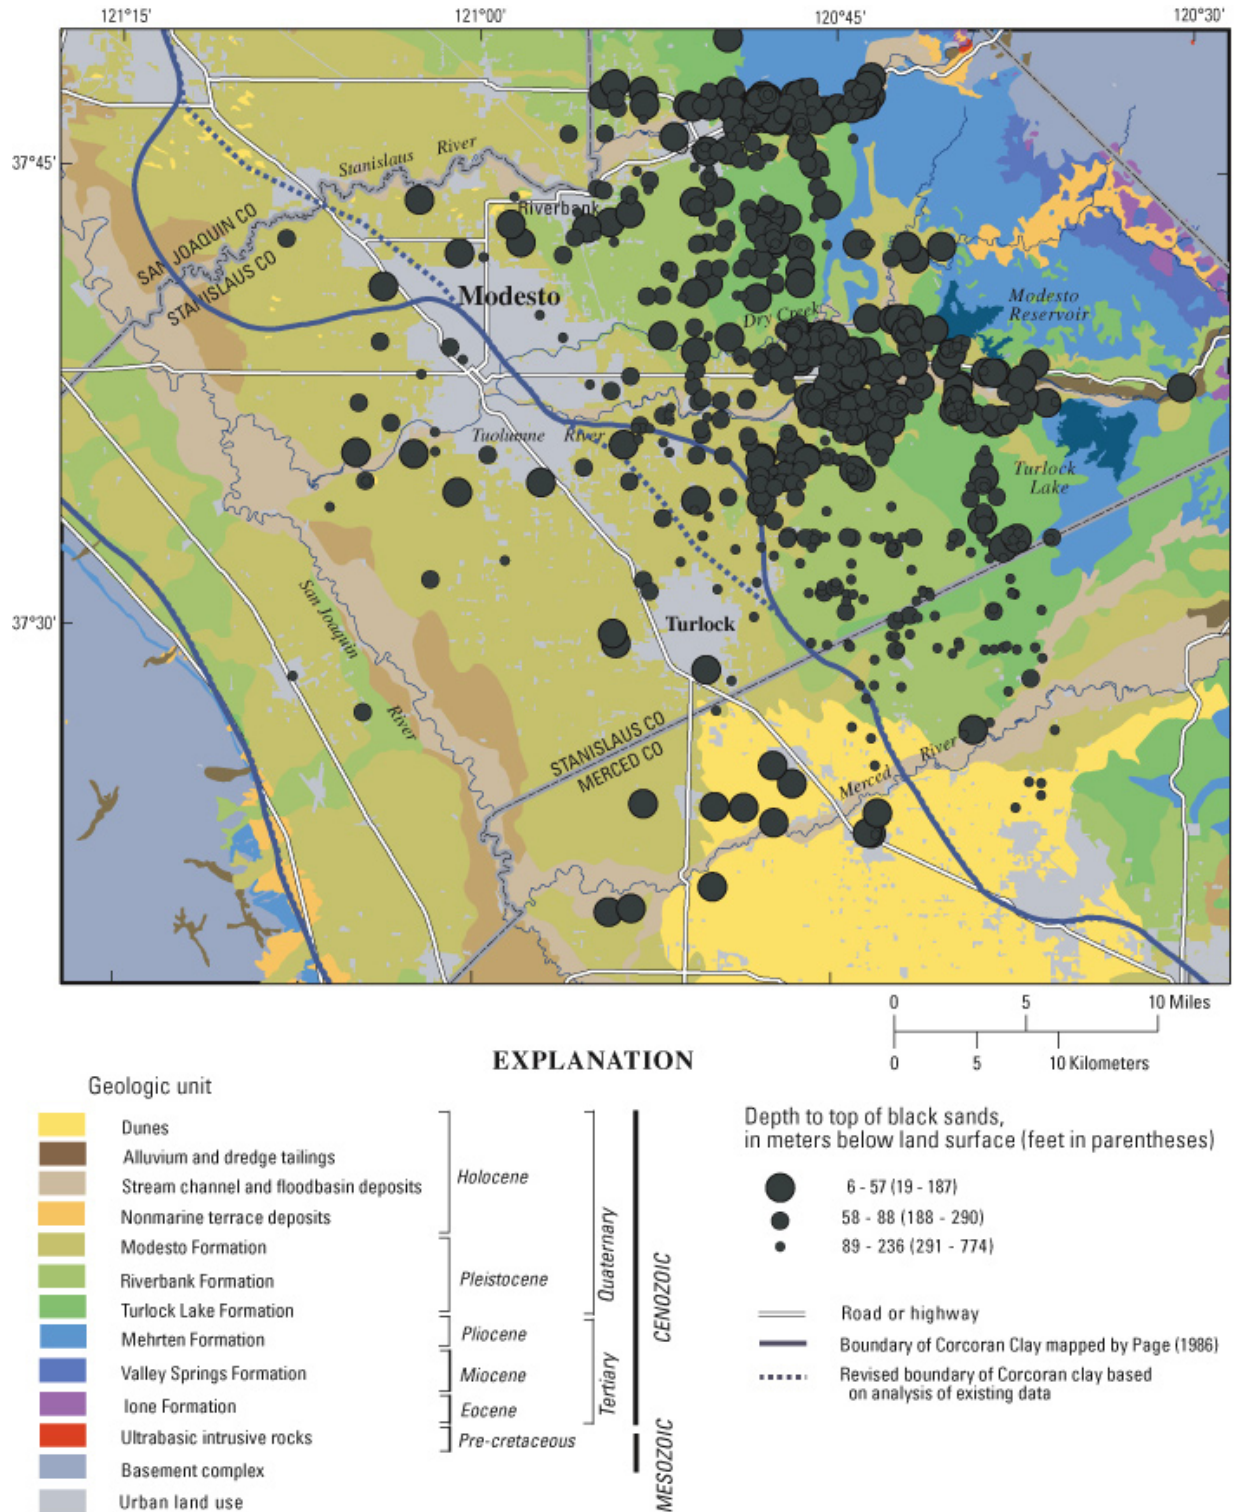 121°15' 121°00' 120°45' 120°30'
37°45'
Stanislaus River
Riverbank
SAN JOAQUIN CO
STANISLAUS CO
Modesto
Modesto
Reservoir
Dry Creek
Tuolumne River
Turlock
Lake
San Joaquin
River
37°30'
Turlock
STANISLAUS CO
MERCED CO
Merced River
0 5 10 Miles
0 5 10 Kilometers
EXPLANATION
Geologic unit
Dunes
Alluvium and dredge tailings
Stream channel and floodbasin deposits
Nonmarine terrace deposits
Modesto Formation
Riverbank Formation
Turlock Lake Formation
Mehrten Formation
Valley Springs Formation
Ione Formation
Ultrabasic intrusive rocks
Basement complex
Urban land use
Holocene
Pleistocene
Pliocene
Miocene
Eocene
Pre-cretaceous
Quaternary
Tertiary
CENOZOIC
MESOZOIC
Depth to top of black sands,
in meters below land surface (feet in parentheses)
6 - 57 (19 - 187)
58 - 88 (188 - 290)
89 - 236 (291 - 774)
Road or highway
Boundary of Corcoran Clay mapped by Page (1986)
Revised boundary of Corcoran clay based
on analysis of existing data